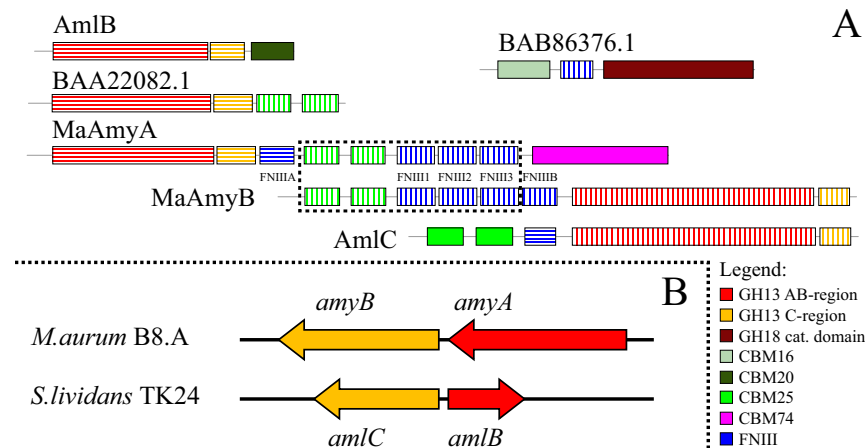 A
AmlB
BAB86376.1
BAA22082.1
MaAmyA
FNIIIA
FNIII1
FNIII2
FNIII3
FNIIIB
MaAmyB
AmlC
B
amyB
amyA
M.aurum B8.A
S.lividans TK24
amlC
amlB
Legend:
GH13 AB-region
GH13 C-region
GH18 cat. domain
CBM16
CBM20
CBM25
CBM74
FNIII